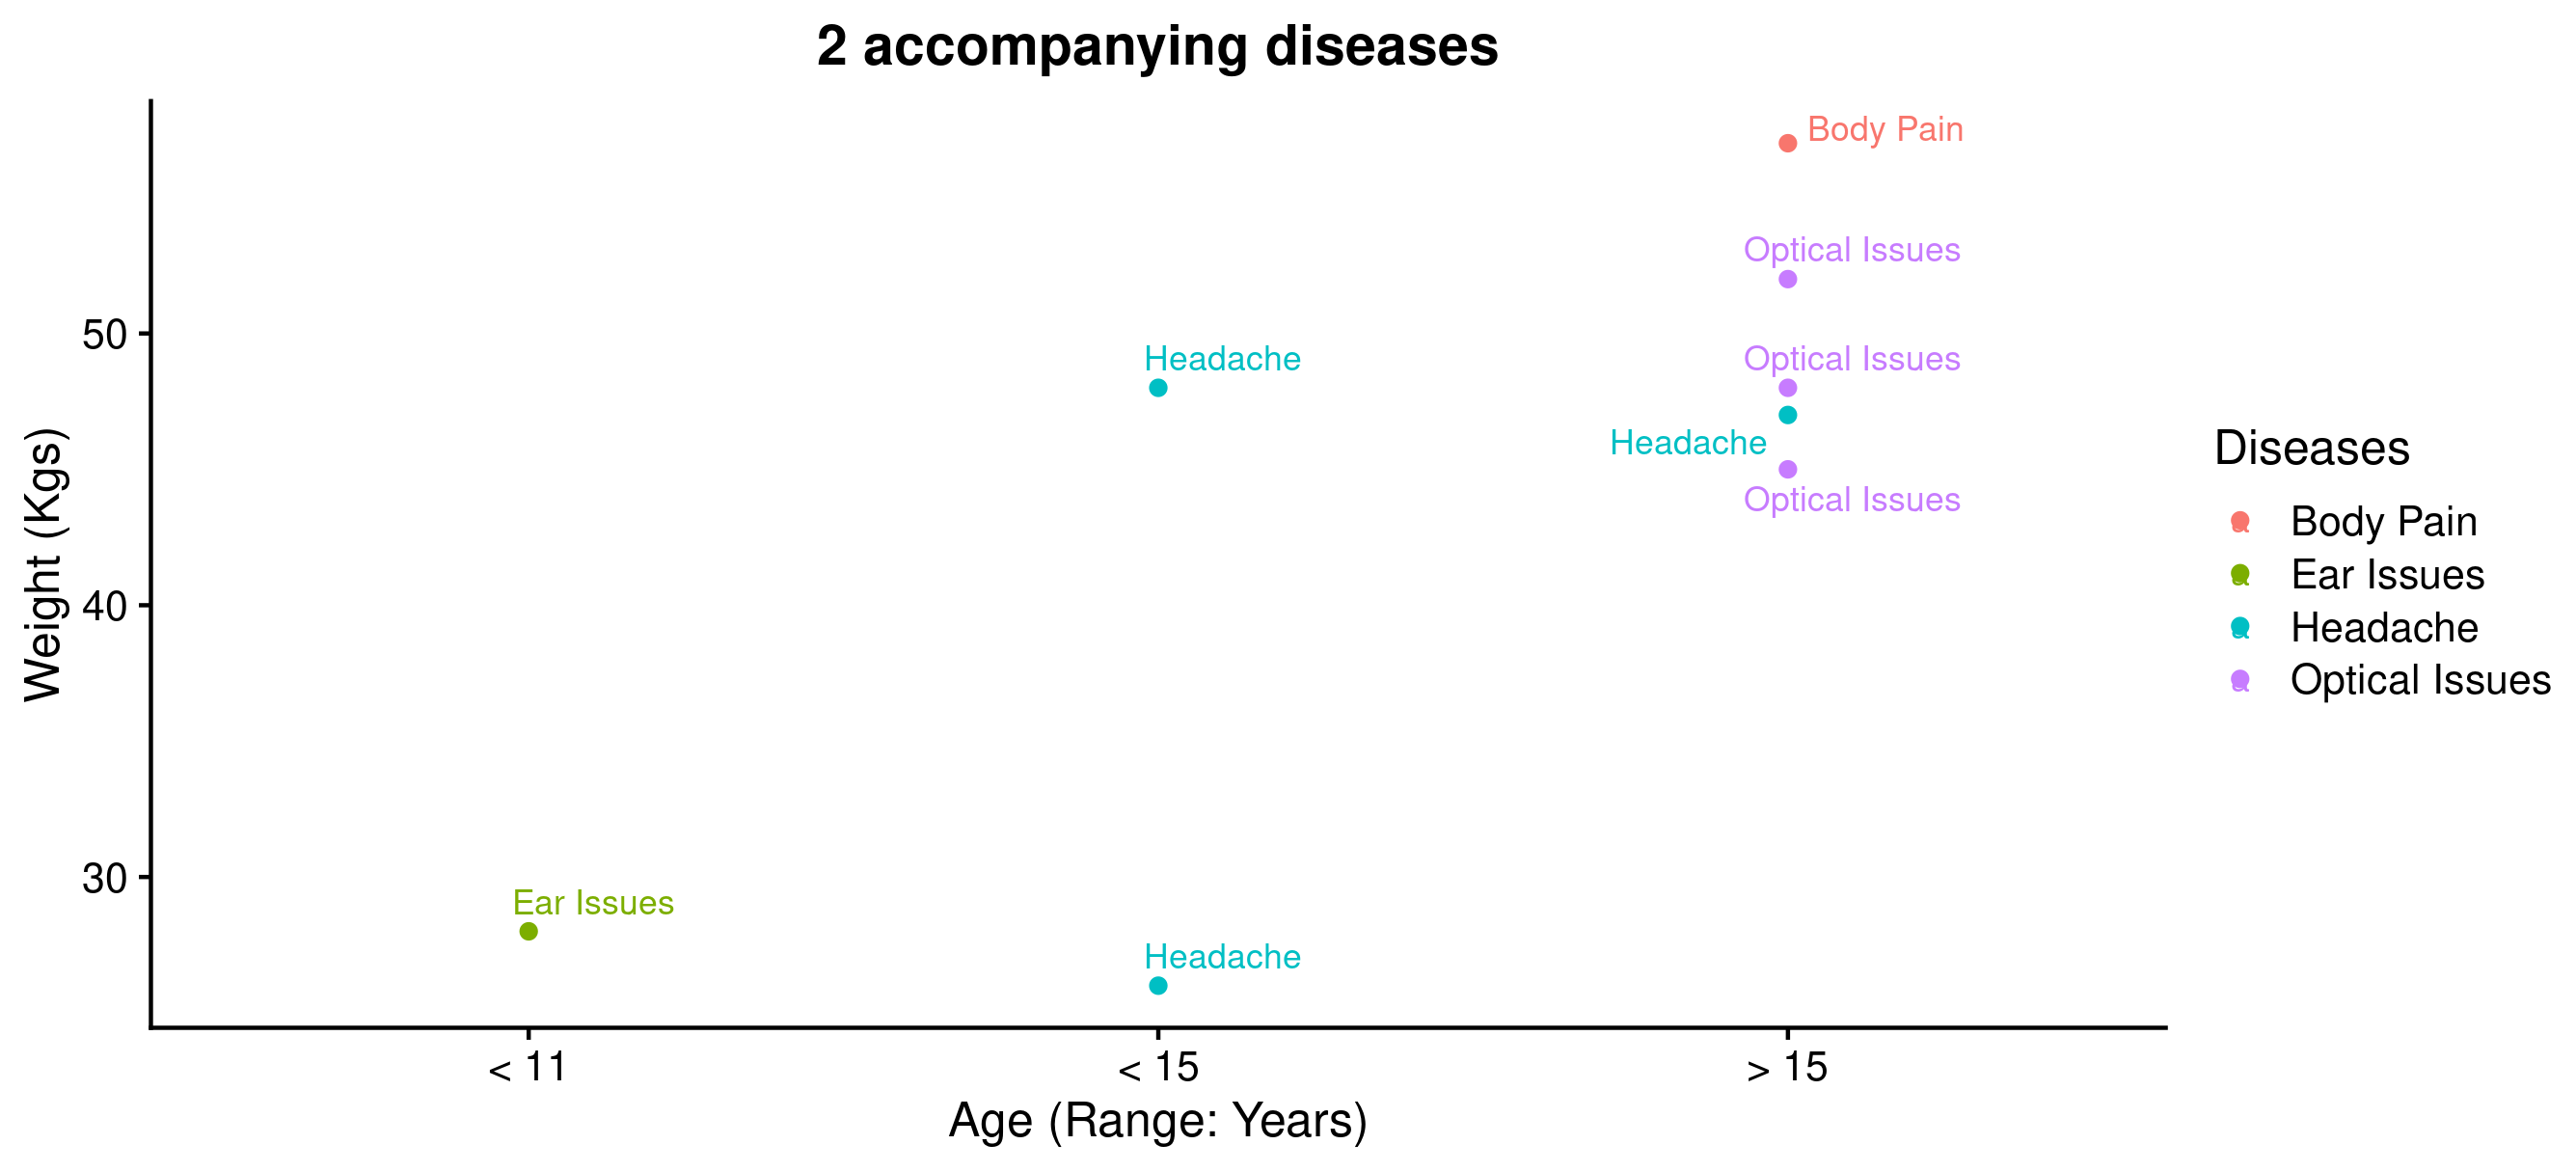 2 accompanying diseases
Body Pain
Optical Issues
50
Headache
Optical Issues
Headache
Optical Issues
Weight (Kgs)
40
30
Ear Issues
Headache
< 11
< 15
> 15
Age (Range: Years)
Diseases
Body Pain
Ear Issues
Headache
Optical Issues